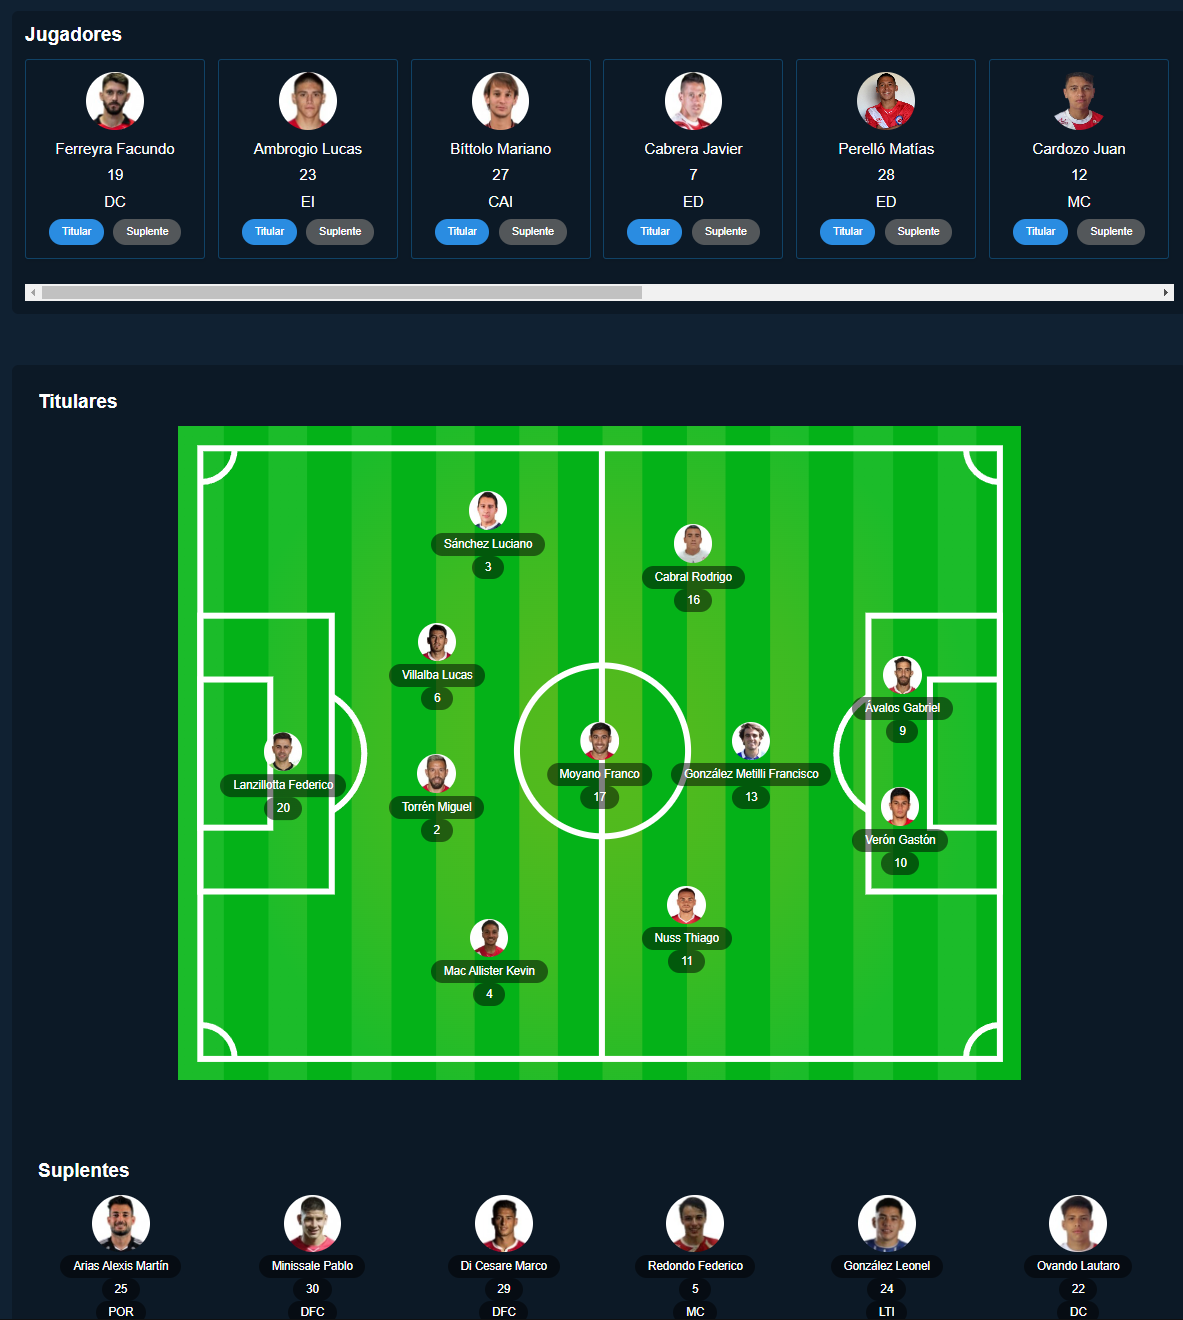 Jugadores
Ferreyra Facundo
19
DC
Titular Suplente
Ambrogio Lucas
23
EI
Titular Suplente
Bíttolo Mariano
27
CAI
Titular Suplente
Cabrera Javier
7
ED
Titular Suplente
Perelló Matías
28
ED
Titular Suplente
Cardozo Juan
12
MC
Titular Suplente
Titulares
Sánchez Luciano
3
Cabral Rodrigo
16
Villalba Lucas
6
Ávalos Gabriel
9
Lanzillotta Federico
20
Torrén Miguel
2
Moyano Franco
17
González Metilli Francisco
13
Verón Gastón
10
Nuss Thiago
11
Mac Allister Kevin
4
Suplentes
Arias Alexis Martín
25
POR
Minissale Pablo
30
DFC
Di Cesare Marco
29
DFC
Redondo Federico
5
MC
González Leonel
24
LTI
Ovando Lautaro
22
DC